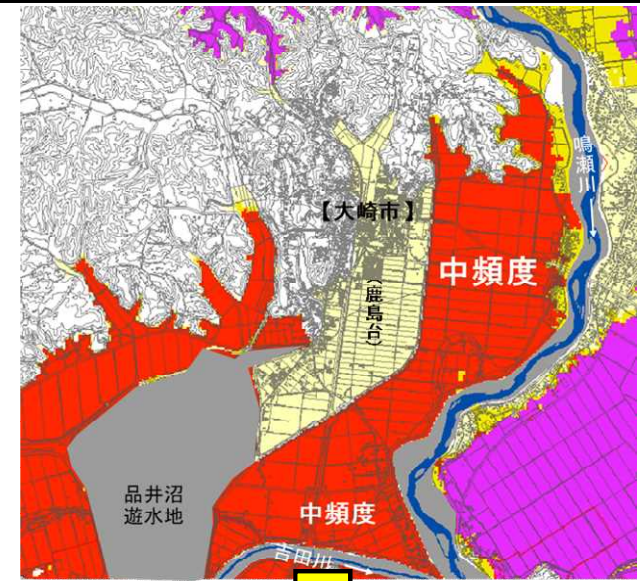 鳴瀬川
【大崎市】
(鹿島台)
中頻度
品井沼
遊水地
中頻度
吉田川